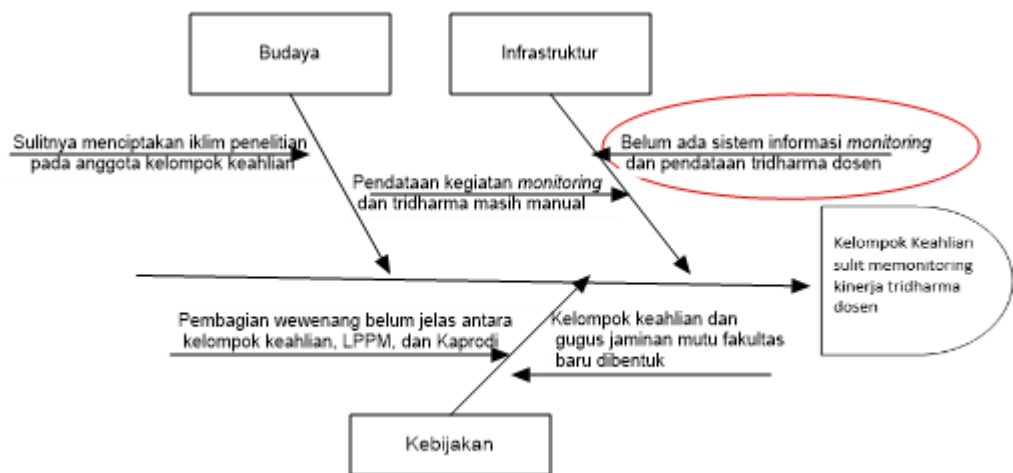 Budaya
Infrastruktur
Sulitnya menciptakan iklim penelitian
pada anggota kelompok keahlian
Belum ada sistem informasi monitoring
dan pendataan tridharma dosen
Pendataan kegiatan monitoring
dan tridharma masih manual
Kelompok Keahlian
sulit memonitoring
kinerja tridharma
dosen
Pembagian wewenang belum jelas antara
kelompok keahlian, LPPM, dan Kaprodi
Kelompok keahlian dan
gugus jaminan mutu fakultas
baru dibentuk
Kebijakan